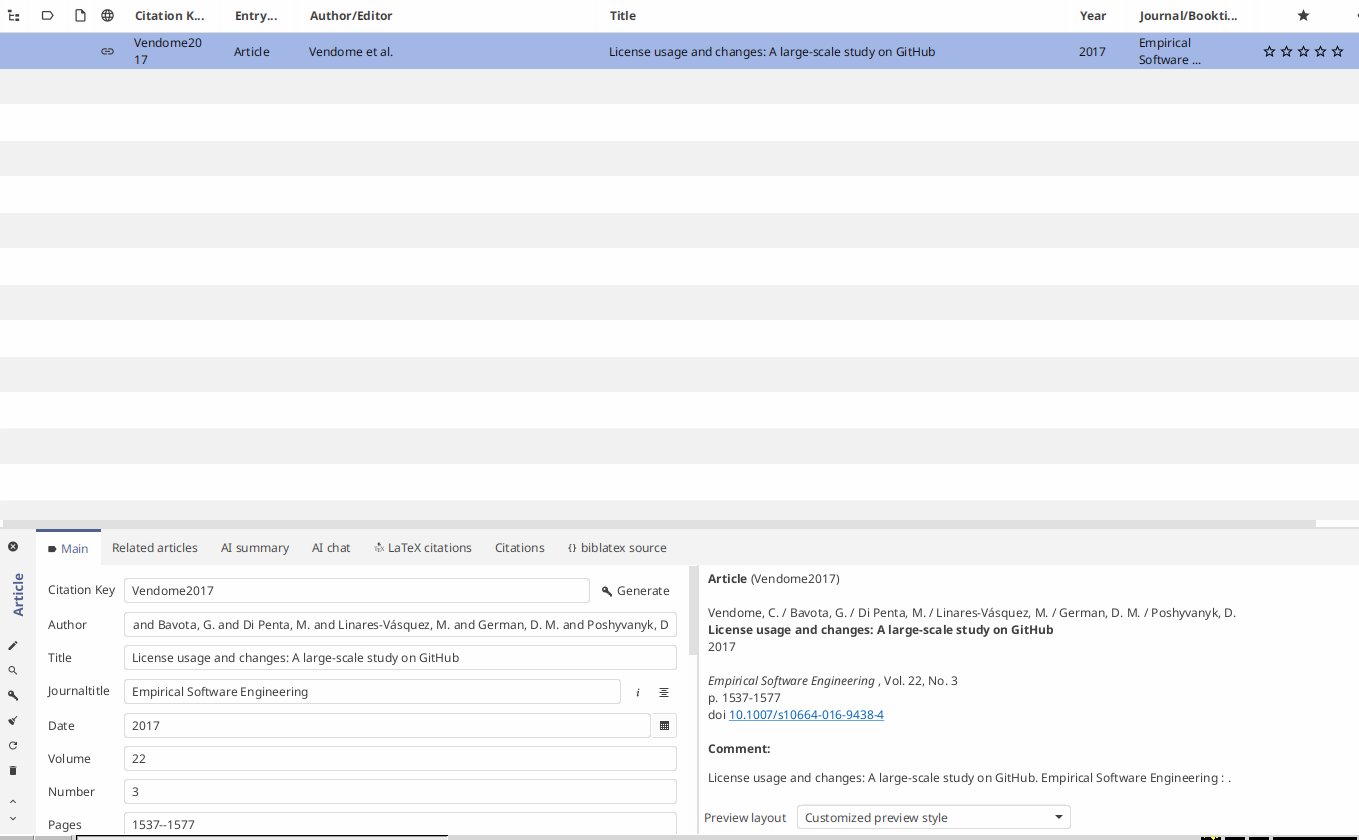 Citation K... Entry... Author/Editor Title Year Journal/Bookti...
Vendome20
17
Article Vendome et al. License usage and changes: A large-scale study on GitHub 2017
Empirical
Software ...
Main Related articles AI summary AI chat LaTeX citations Citations {} biblatex source
Article
Citation Key Vendome2017 Generate
Author and Bavota, G. and Di Penta, M. and Linares-Vásquez, M. and German, D. M. and Poshyvanyk, D
Title License usage and changes: A large-scale study on GitHub
Journaltitle Empirical Software Engineering i
Date 2017
Volume 22
Number 3
Pages 1537--1577
Article (Vendome2017)
Vendome, C. / Bavota, G. / Di Penta, M. / Linares-Vásquez, M. / German, D. M. / Poshyvanyk, D.
License usage and changes: A large-scale study on GitHub
2017
Empirical Software Engineering , Vol. 22, No. 3
p. 1537-1577
doi 10.1007/s10664-016-9438-4
Comment:
License usage and changes: A large-scale study on GitHub. Empirical Software Engineering : .
Preview layout Customized preview style